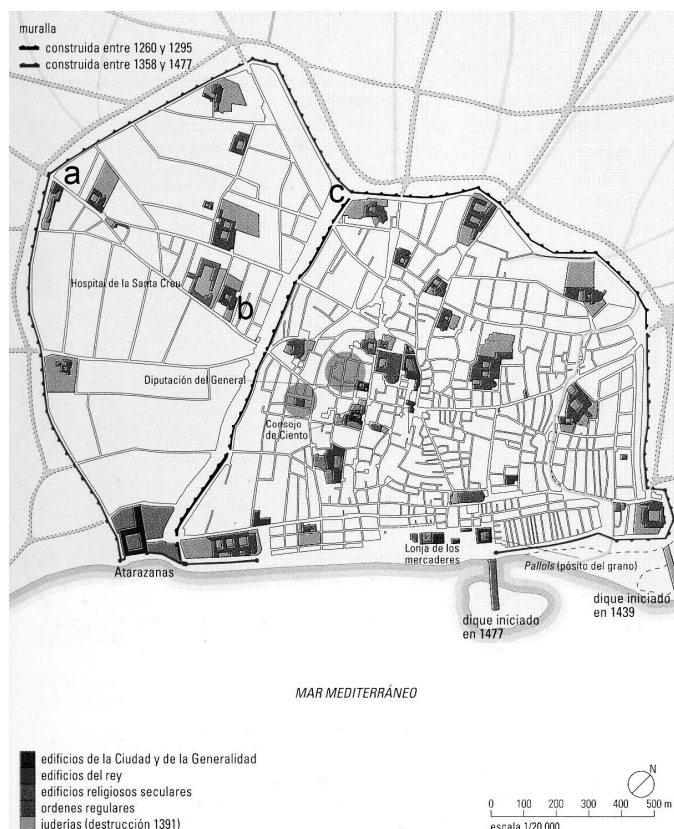 muralla
construida entre 1260 y 1295
construida entre 1358 y 1477
a
c
Hospital de la Santa Creu
b
Diputación del General
Consejo
de Ciento
Atarazanas
Lonja de los
mercaderes
Pallols (pósito del grano)
dique iniciado
en 1439
dique iniciado
en 1477
MAR MEDITERRÁNEO
edificios de la Ciudad y de la Generalidad
edificios del rey
edificios religiosos seculares
ordenes regulares
juderías (destrucción 1391)
N
0 100 200 300 400 500 m
escala 1/20.000